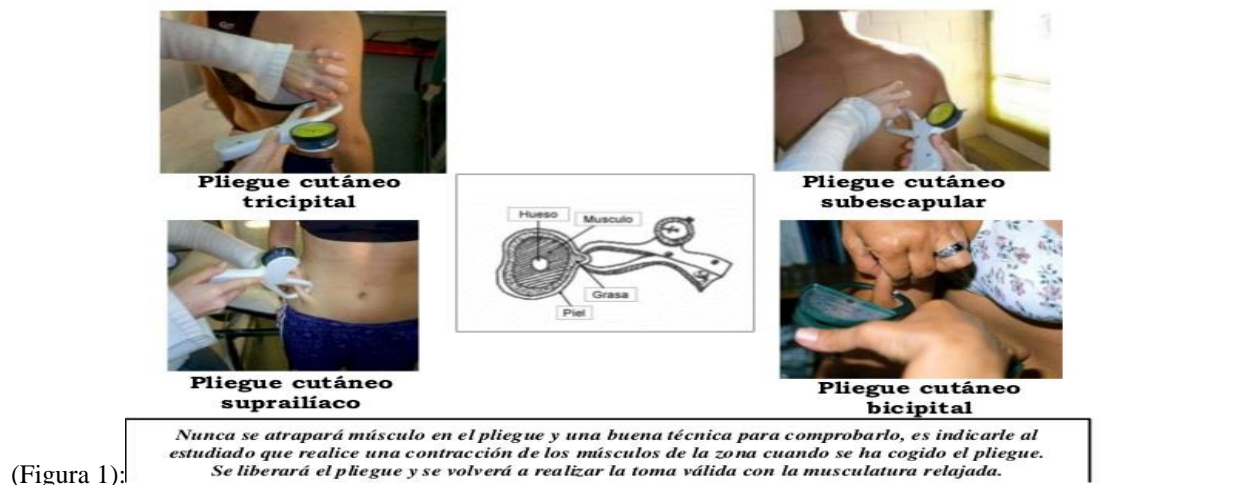 Pliegue cutáneo
tricipital
Pliegue cutáneo
subescapular
Hueso
Musculo
Grasa
Piel
Pliegue cutáneo
suprailíaco
Pliegue cutáneo
bicipital
Nunca se atrapará músculo en el pliegue y una buena técnica para comprobarlo, es indicarle al
estudiado que realice una contracción de los músculos de la zona cuando se ha cogido el pliegue.
Se liberará el pliegue y se volverá a realizar la toma válida con la musculatura relajada.
(Figura 1):